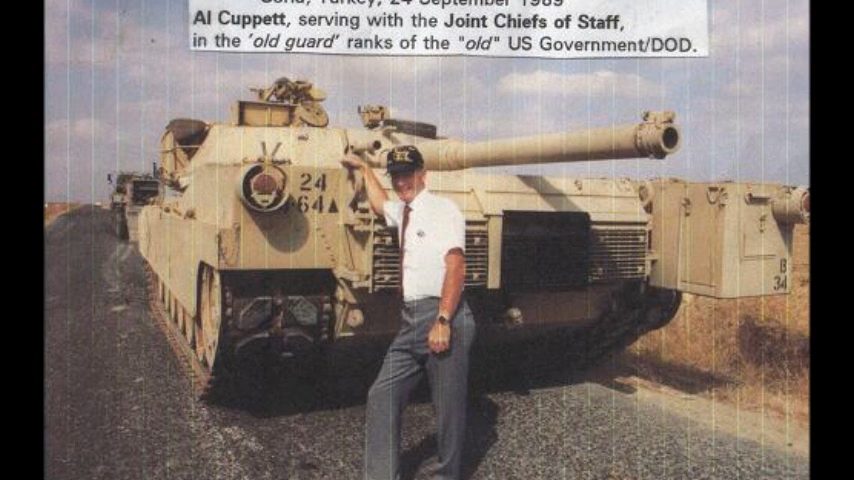 Corlu, Turkey, 24 September 1989
Al Cuppett, serving with the Joint Chiefs of Staff,
in the 'old guard' ranks of the "old" US Government/DOD.
24
64▲
B
34